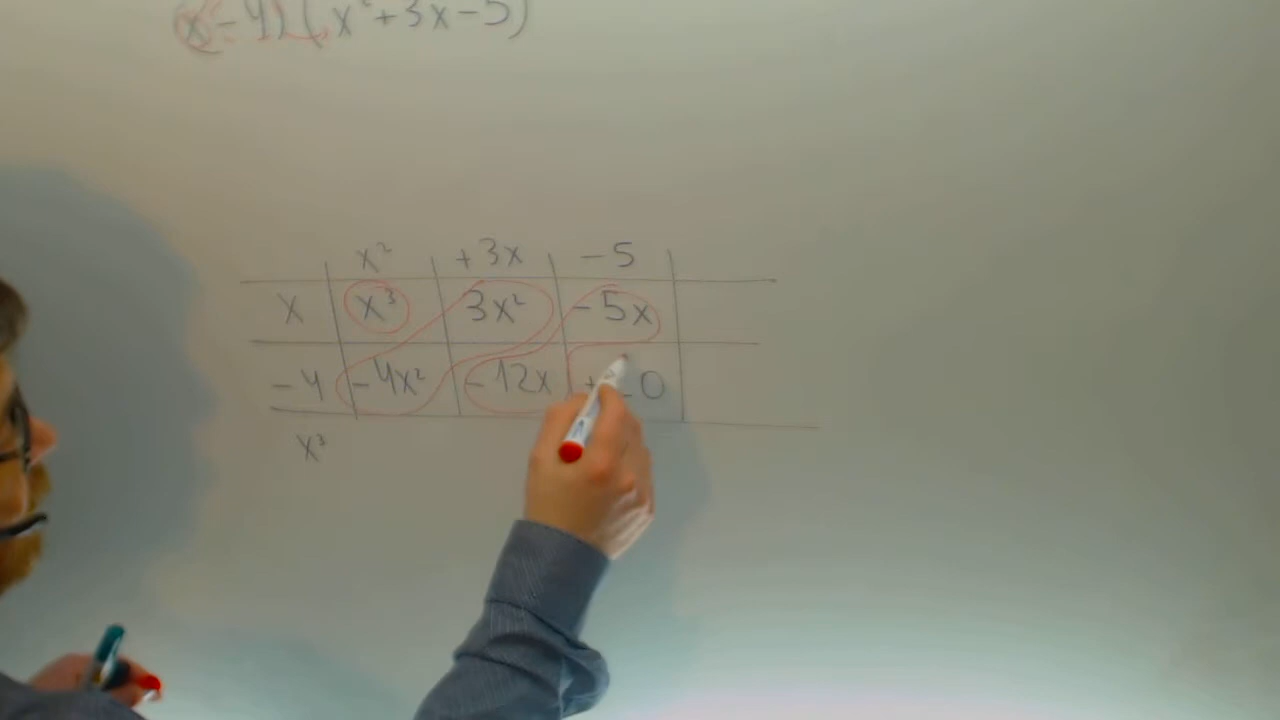 (x-4)(x²+3x-5)
x² +3x -5
x x³ 3x² -5x
-4 -4x² -12x
x³